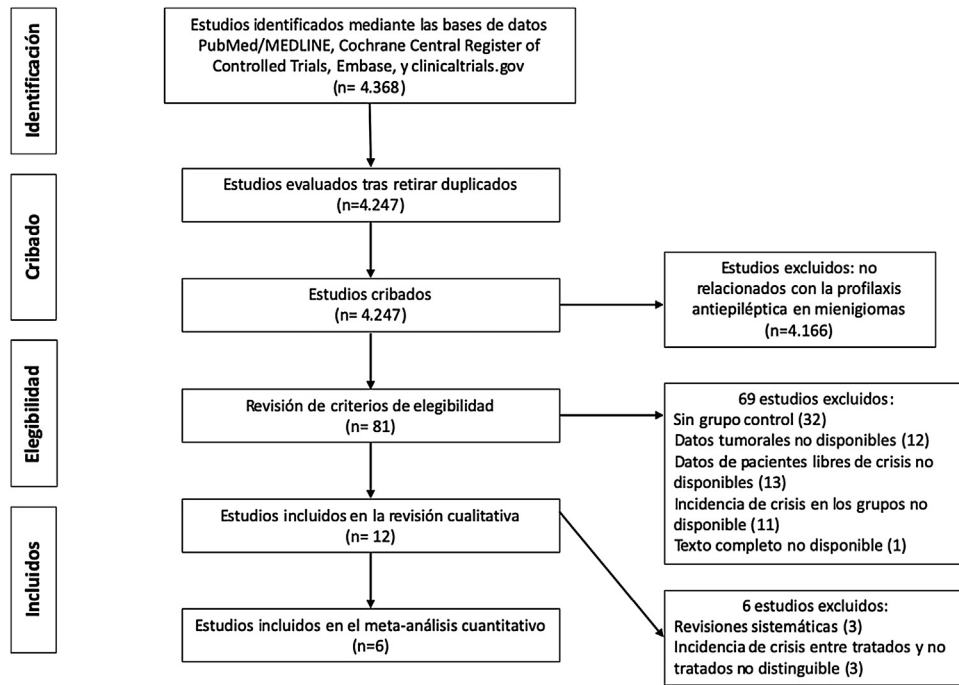 Identificación
Estudios identificados mediante las bases de datos
PubMed/MEDLINE, Cochrane Central Register of
Controlled Trials, Embase, y clinicaltrials.gov
(n= 4.368)
Cribado
Estudios evaluados tras retirar duplicados
(n=4.247)
Estudios cribados
(n= 4.247)
Estudios excluidos: no
relacionados con la profilaxis
antiepiléptica en mienigiomas
(n=4.166)
Elegibilidad
Revisión de criterios de elegibilidad
(n= 81)
69 estudios excluidos:
Sin grupo control (32)
Datos tumorales no disponibles (12)
Datos de pacientes libres de crisis no
disponibles (13)
Incidencia de crisis en los grupos no
disponible (11)
Texto completo no disponible (1)
Incluidos
Estudios incluidos en la revisión cualitativa
(n= 12)
Estudios incluidos en el meta-análisis cuantitativo
(n=6)
6 estudios excluidos:
Revisiones sistemáticas (3)
Incidencia de crisis entre tratados y no
tratados no distinguible (3)